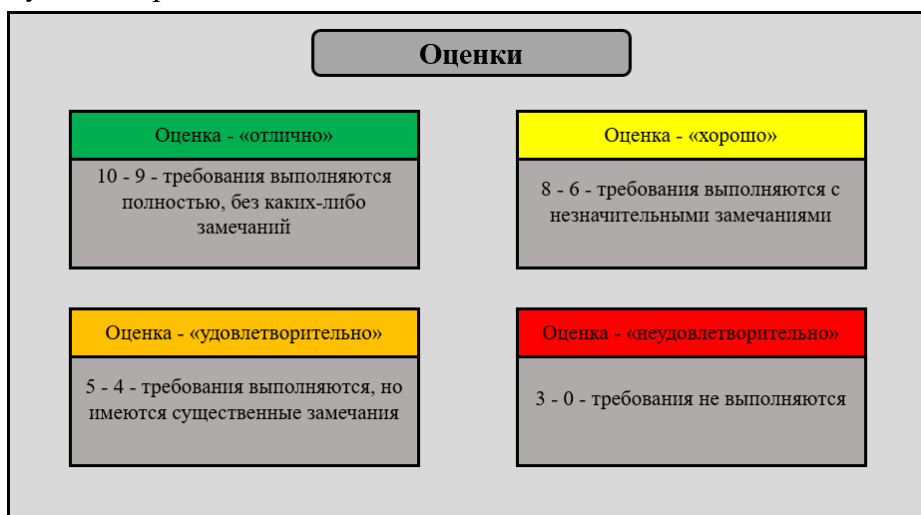 Оценки
Оценка - «отлично»
10 - 9 - требования выполняются
полностью, без каких-либо
замечаний
Оценка - «хорошо»
8 - 6 - требования выполняются с
незначительными замечаниями
Оценка - «удовлетворительно»
5 - 4 - требования выполняются, но
имеются существенные замечания
Оценка - «неудовлетворительно»
3 - 0 - требования не выполняются